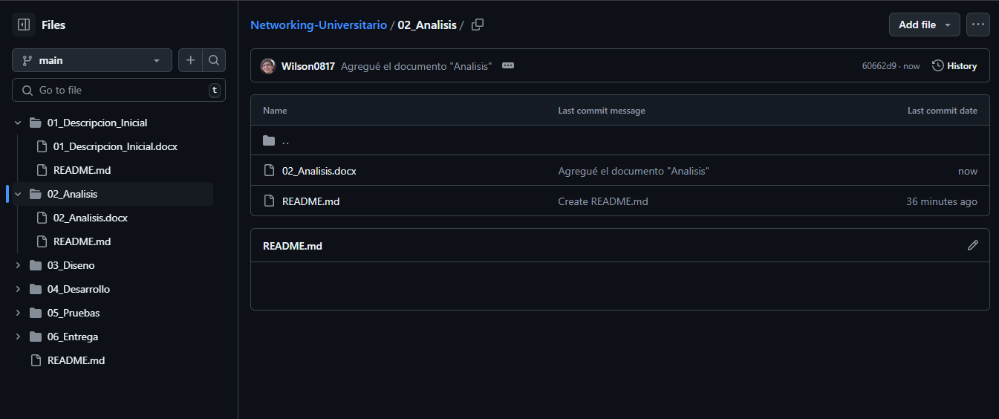 Files
main
Go to file
t
01_Descripcion_Inicial
01_Descripcion_Inicial.docx
README.md
02_Analisis
02_Analisis.docx
README.md
03_Diseno
04_Desarrollo
05_Pruebas
06_Entrega
README.md
Networking-Universitario / 02_Analisis /
Add file
Wilson0817 Agregué el documento "Analisis"
60662d9 · now
History
Name Last commit message Last commit date
..
02_Analisis.docx Agregué el documento "Analisis" now
README.md Create README.md 36 minutes ago
README.md